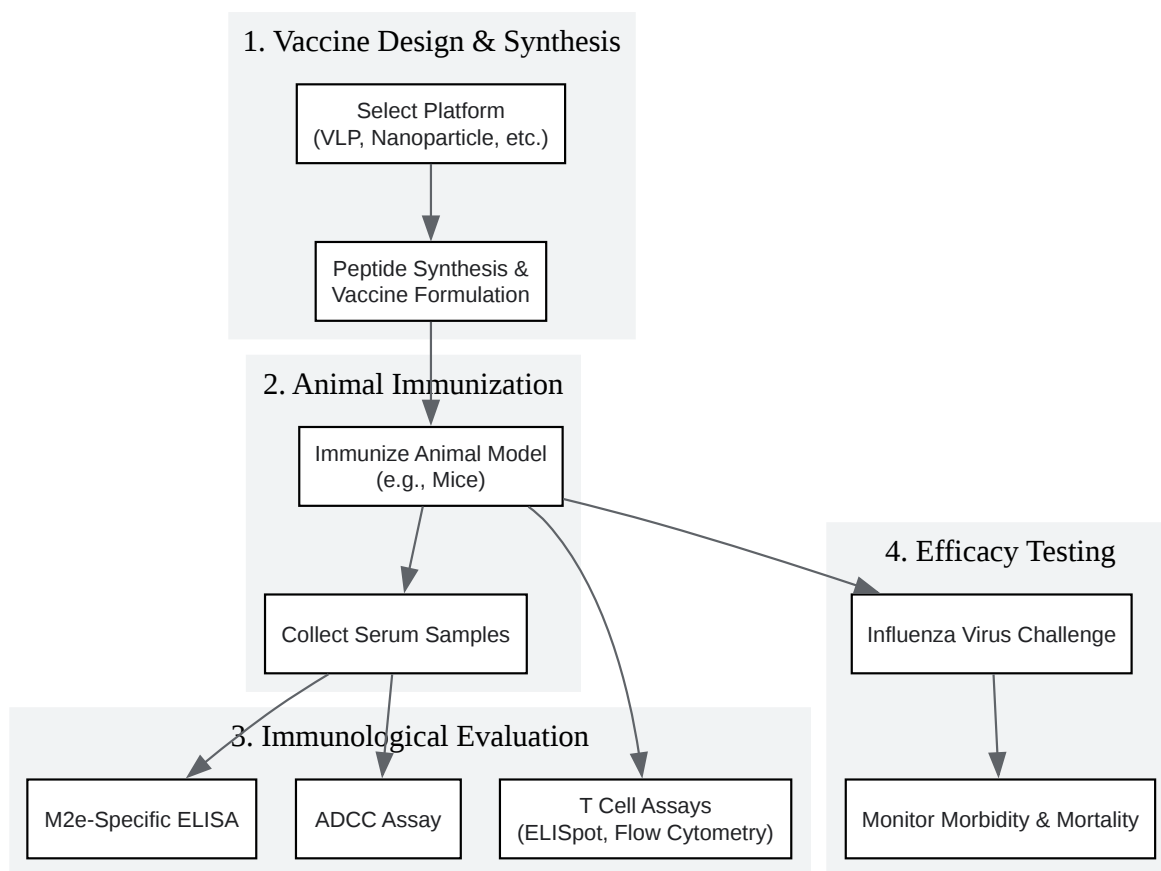 1. Vaccine Design & Synthesis
Select Platform
(VLP, Nanoparticle, etc.)
Peptide Synthesis &
Vaccine Formulation
2. Animal Immunization
Immunize Animal Model
(e.g., Mice)
Collect Serum Samples
3. Immunological Evaluation
M2e-Specific ELISA
ADCC Assay
T Cell Assays
(ELISpot, Flow Cytometry)
4. Efficacy Testing
Influenza Virus Challenge
Monitor Morbidity & Mortality